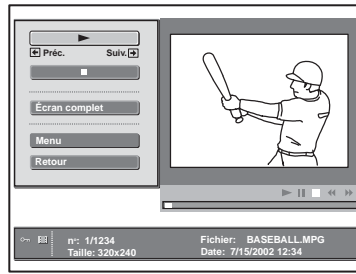 Préc. Suiv.
Écran complet
Menu
Retour
nº: 1/1234 Fichier: BASEBALL.MPG
Taille: 320x240 Date: 7/15/2002 12:34